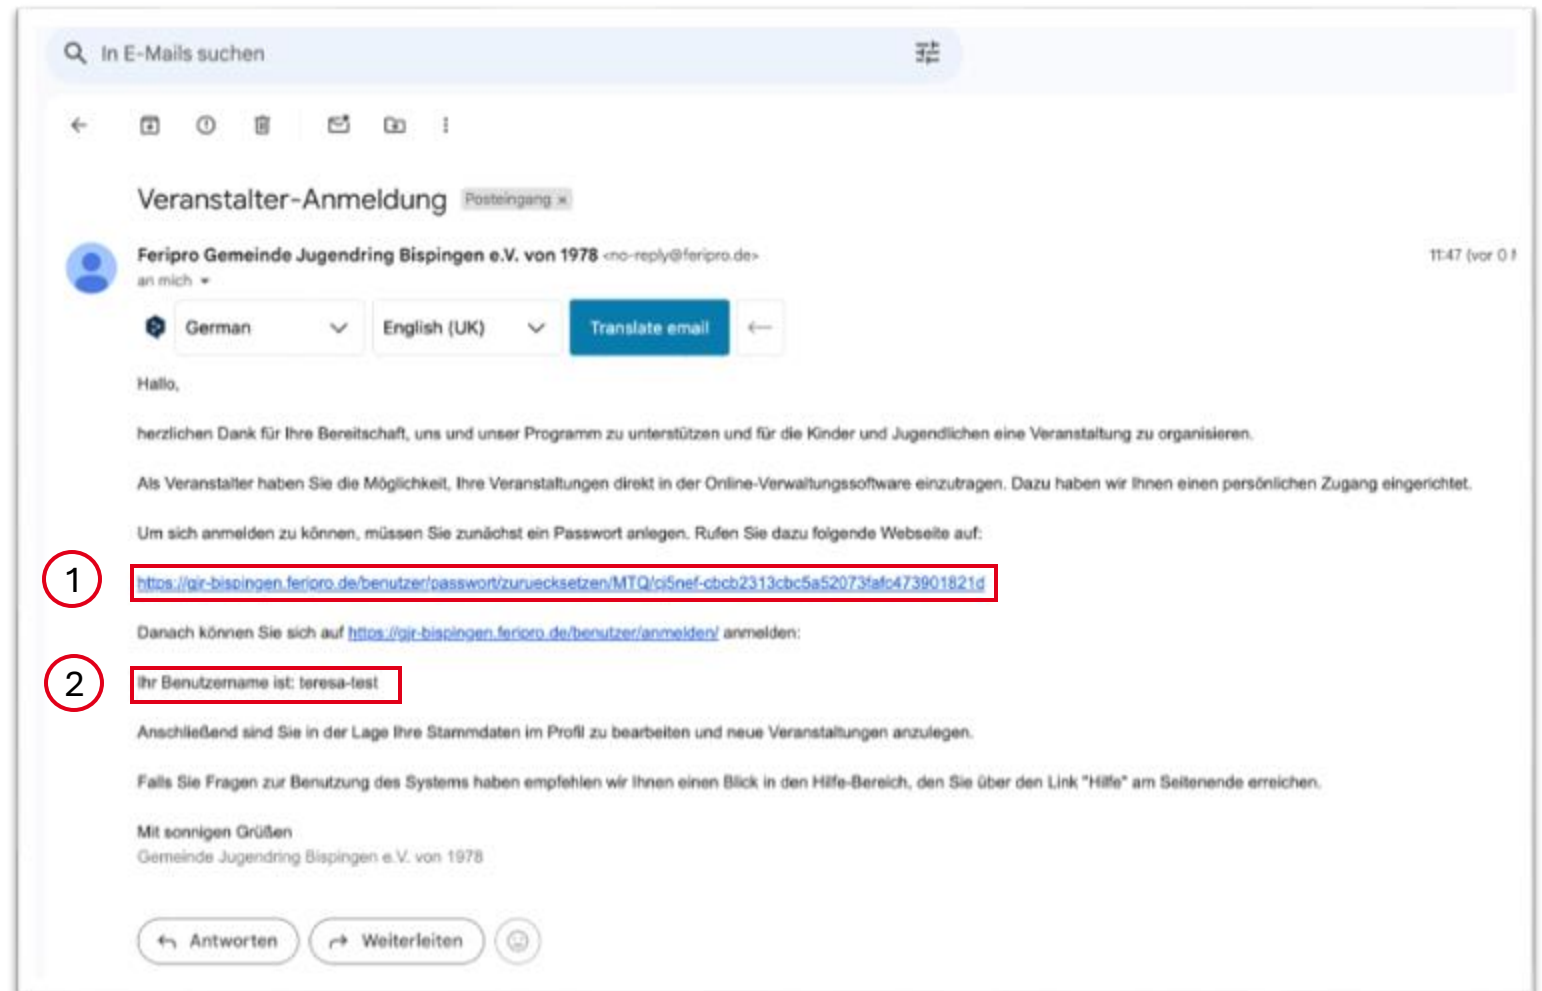 In E-Mails suchen
Veranstalter-Anmeldung Posteingang ×
Feripro Gemeinde Jugendring Bispingen e.V. von 1978 <no-reply@feripro.de>
11:47 (vor 0
an mich
German English (UK) Translate email
Hallo,
herzlichen Dank für Ihre Bereitschaft, uns und unser Programm zu unterstützen und für die Kinder und Jugendlichen eine Veranstaltung zu organisieren.
Als Veranstalter haben Sie die Möglichkeit, Ihre Veranstaltungen direkt in der Online-Verwaltungssoftware einzutragen. Dazu haben wir Ihnen einen persönlichen Zugang eingerichtet.
Um sich anmelden zu können, müssen Sie zunächst ein Passwort anlegen. Rufen Sie dazu folgende Webseite auf:
1
https://gjr-bispingen.feripro.de/benutzer/passwort/zuruecksetzen/MTQ/cj5nef-cbcb2313cbc5a52073fafc473901821d
Danach können Sie sich auf https://gjr-bispingen.feripro.de/benutzer/anmelden/ anmelden:
2
Ihr Benutzername ist: teresa-test
Anschließend sind Sie in der Lage Ihre Stammdaten im Profil zu bearbeiten und neue Veranstaltungen anzulegen.
Falls Sie Fragen zur Benutzung des Systems haben empfehlen wir Ihnen einen Blick in den Hilfe-Bereich, den Sie über den Link "Hilfe" am Seitenende erreichen.
Mit sonnigen Grüßen
Gemeinde Jugendring Bispingen e.V. von 1978
Antworten Weiterleiten